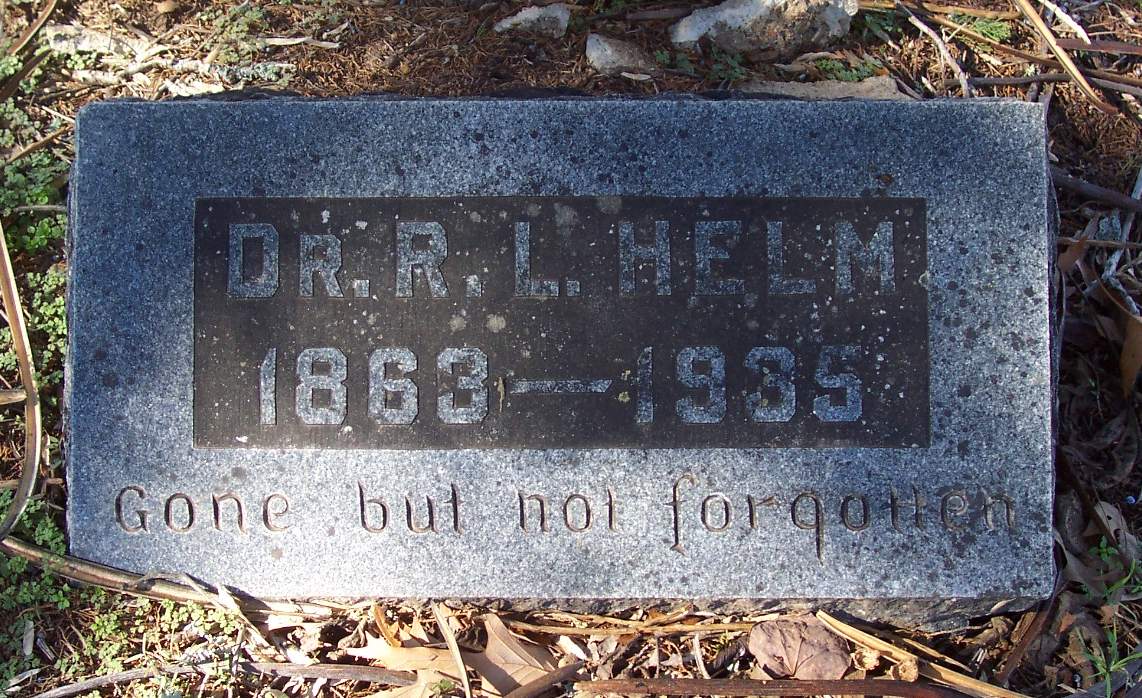 DR. R. L. HELM
1863—1935
Gone but not forgotten